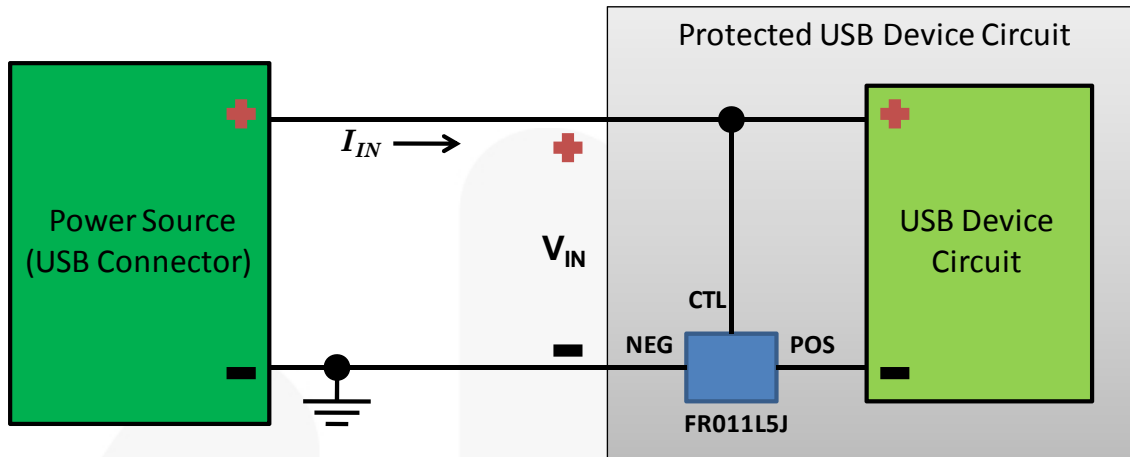 Protected USB Device Circuit
I_IN
Power Source
(USB Connector)
V_IN
USB Device
Circuit
CTL
NEG
POS
FR011L5J